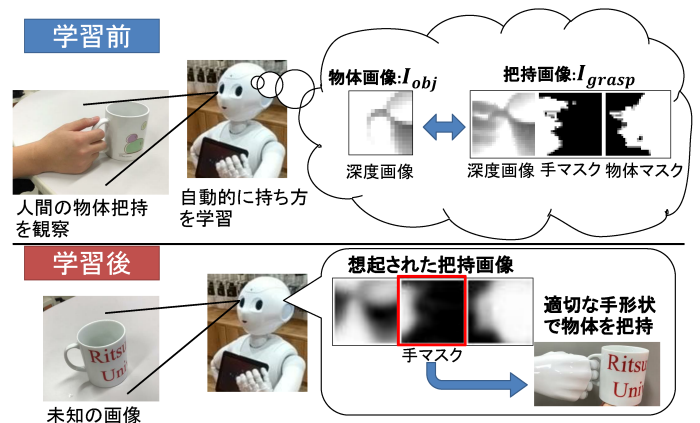 学習前
物体画像:I_obj
把持画像:I_grasp
深度画像
深度画像 手マスク 物体マスク
人間の物体把持
を観察
自動的に持ち方
を学習
学習後
想起された把持画像
手マスク
適切な手形状
で物体を把持
Ritsu
Uni
Ritsu
Uni
未知の画像